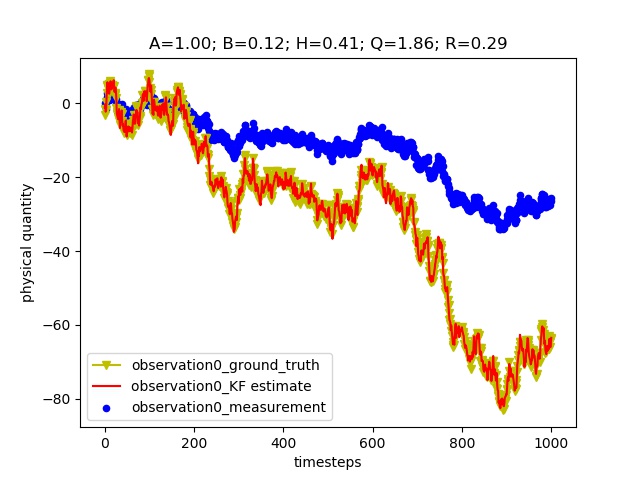 A=1.00; B=0.12; H=0.41; Q=1.86; R=0.29
physical quantity
0
−20
−40
−60
−80
observation0_ground_truth
observation0_KF estimate
observation0_measurement
0 200 400 600 800 1000
timesteps